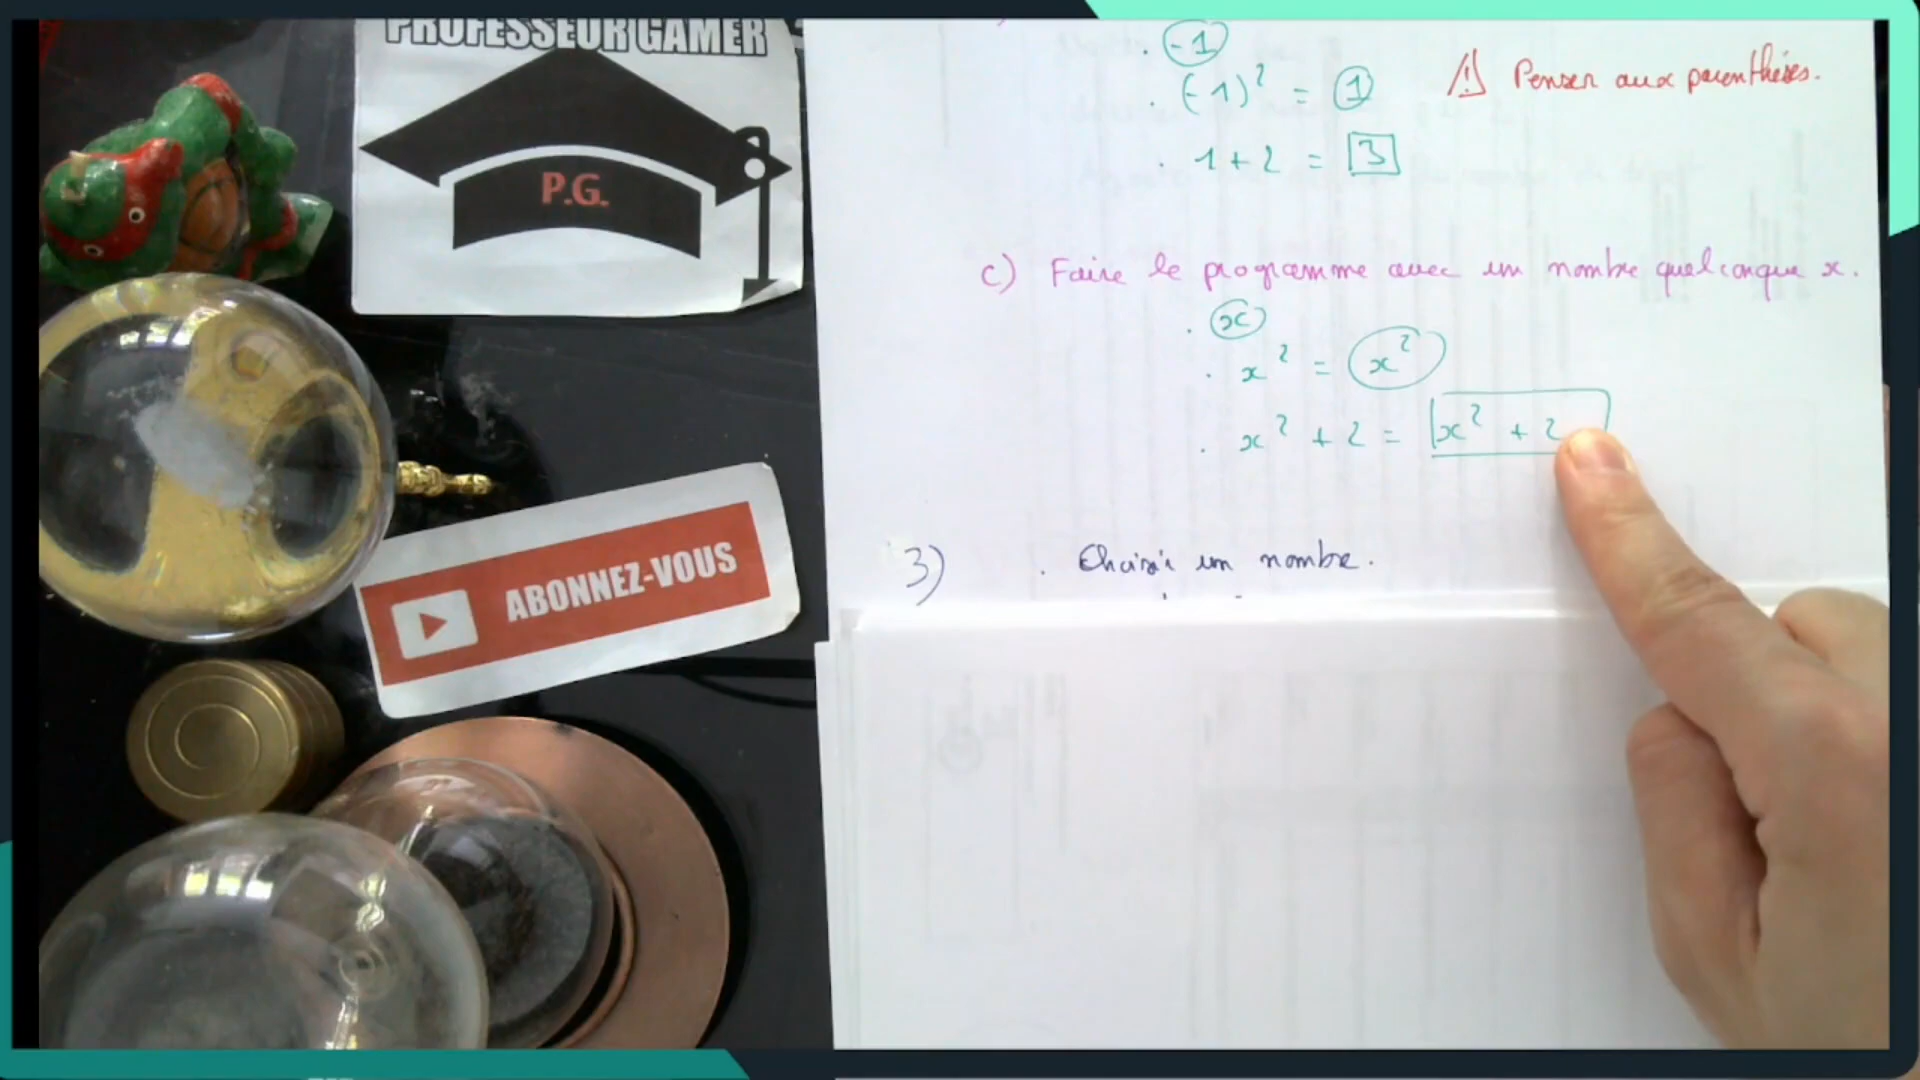 PROFESSEUR GAMER
P.G.
ABONNEZ-VOUS
. -1
. (-1)² = 1
⚠ Penser aux parenthèses.
. 1 + 2 = 3
c) Faire le programme avec un nombre quelconque x.
. x
. x² = x²
. x² + 2 = x² + 2
3) . Choisir un nombre.